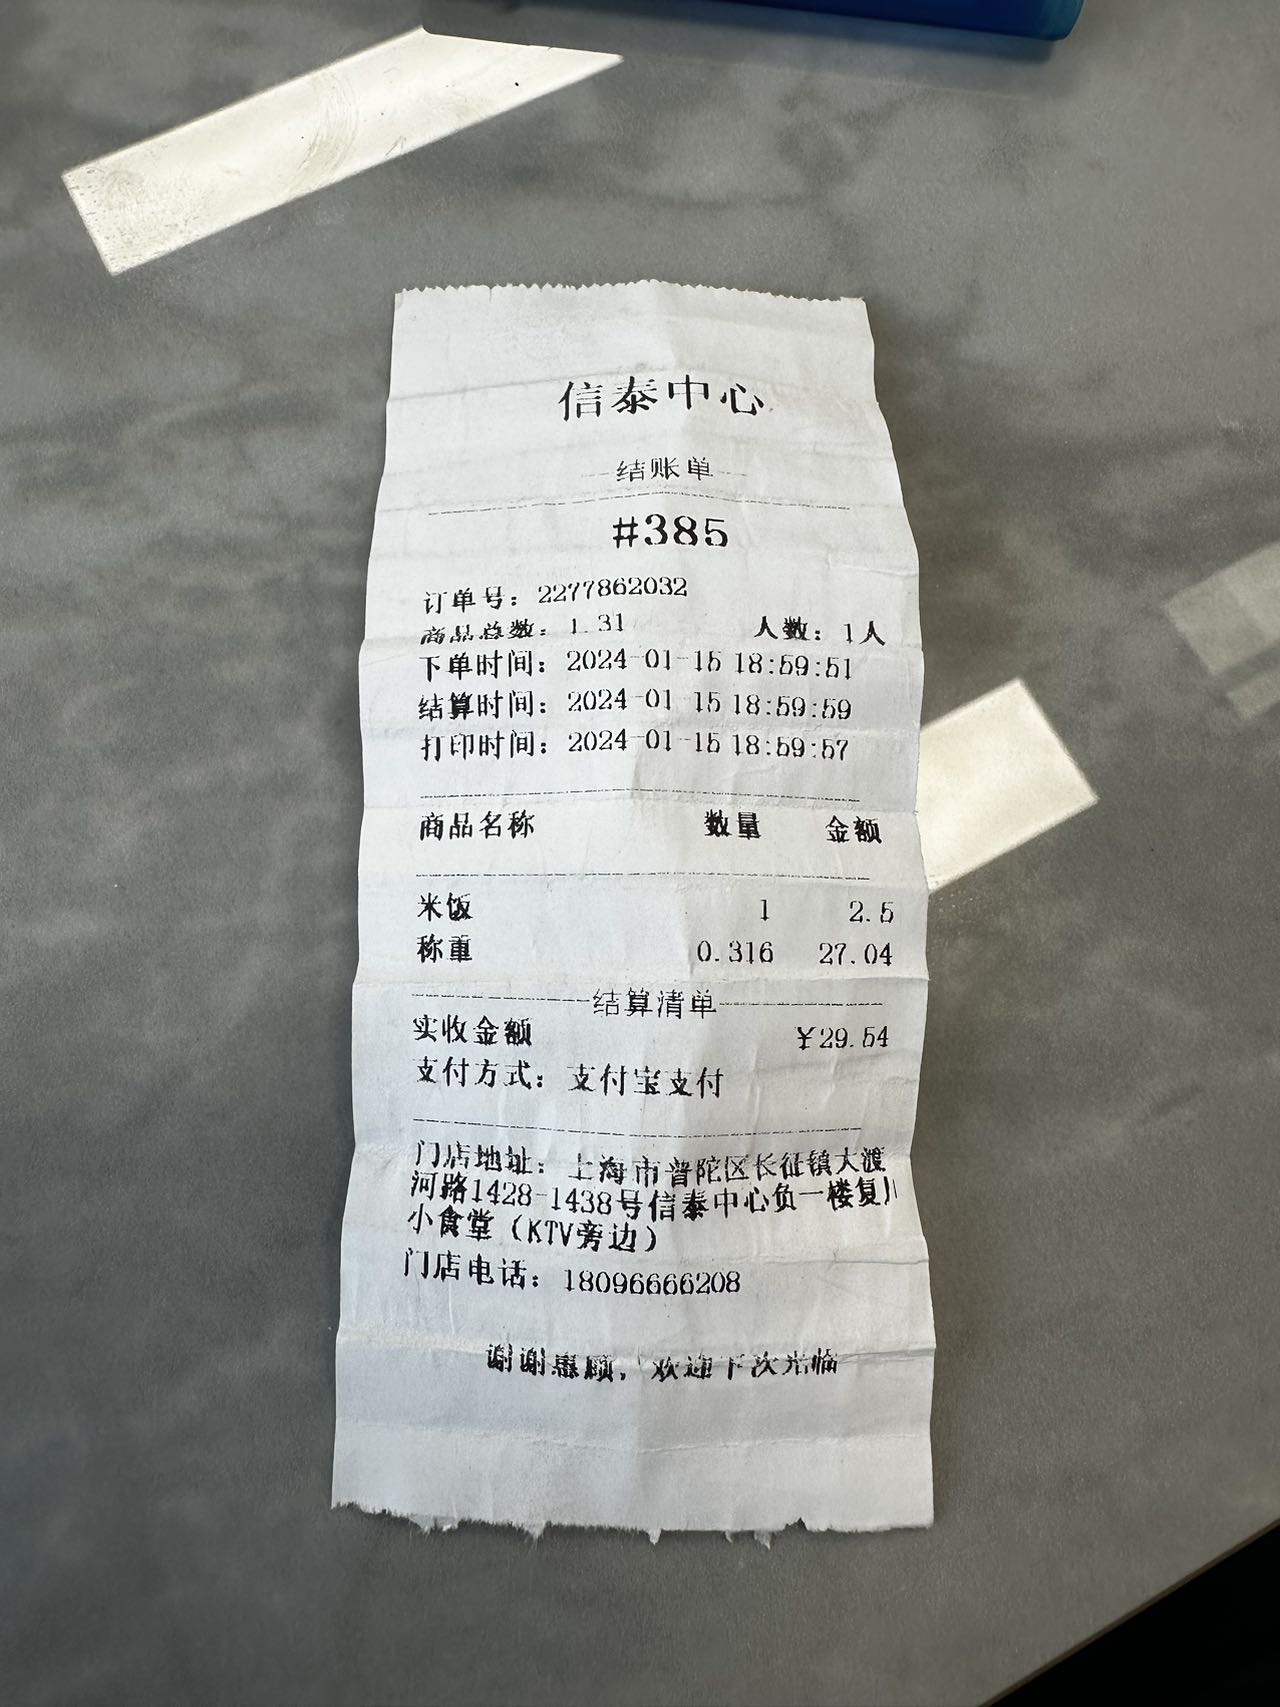 信泰中心
结账单
#385
订单号：2277862032
商品总数：1.31 人数：1人
下单时间：2024-01-15 18:59:51
结算时间：2024-01-15 18:59:59
打印时间：2024-01-15 18:59:57
商品名称 数量 金额
米饭 1 2.5
称重 0.316 27.04
结算清单
实收金额 ¥29.54
支付方式：支付宝支付
门店地址：上海市普陀区长征镇大渡
河路1428-1438号信泰中心负一楼复
小食堂（KTV旁边）
门店电话：18096666208
谢谢惠顾，欢迎下次光临